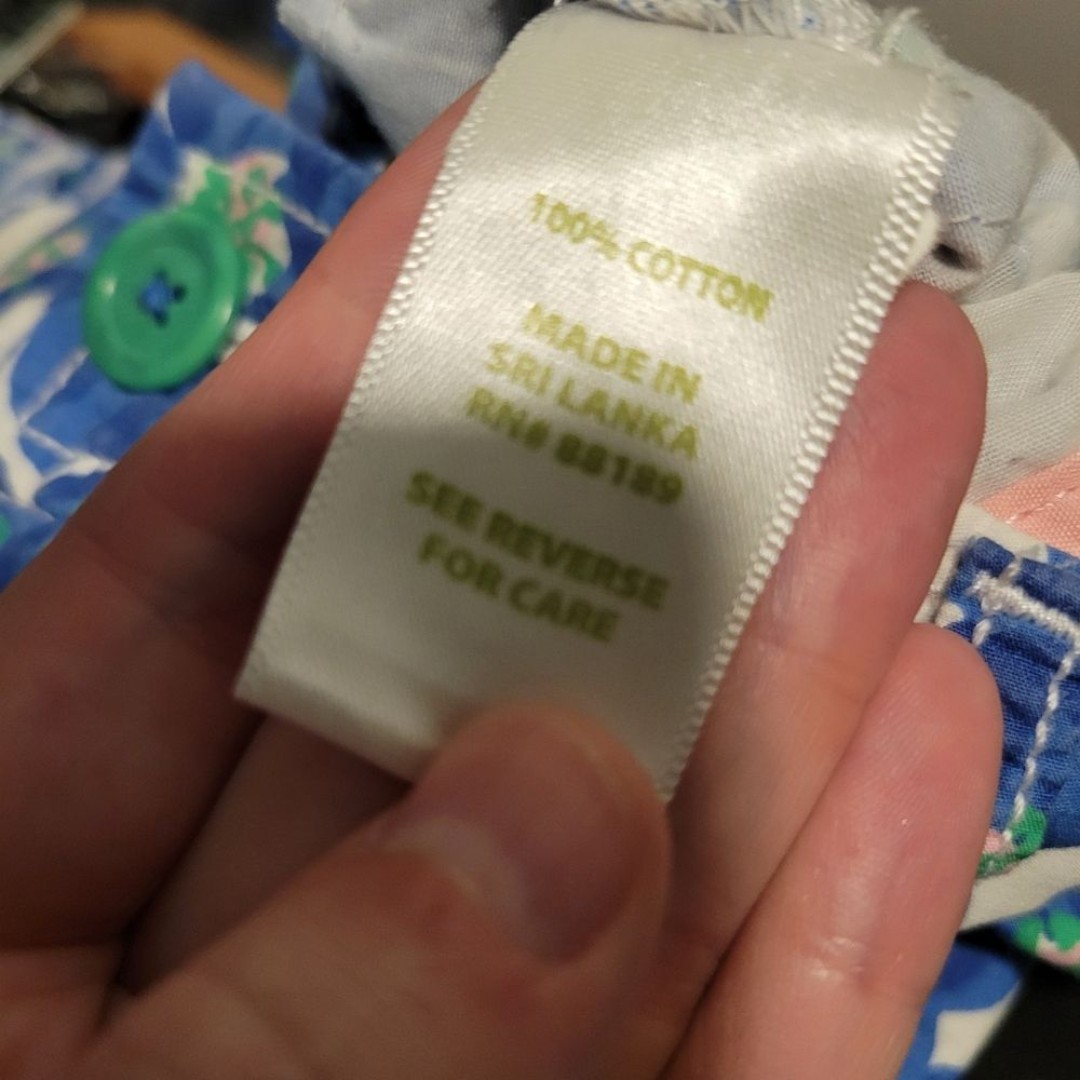 100% COTTON
MADE IN
SRI LANKA
RN# 88189
SEE REVERSE
FOR CARE